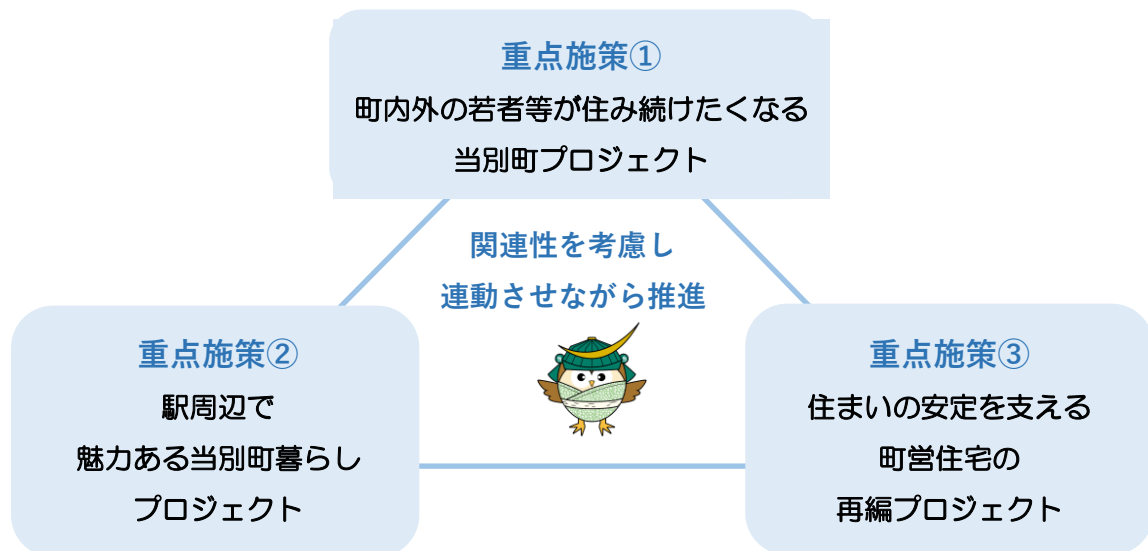 重点施策①
町内外の若者等が住み続けたくなる
当別町プロジェクト
関連性を考慮し
連動させながら推進
重点施策②
駅周辺で
魅力ある当別町暮らし
プロジェクト
重点施策③
住まいの安定を支える
町営住宅の
再編プロジェクト